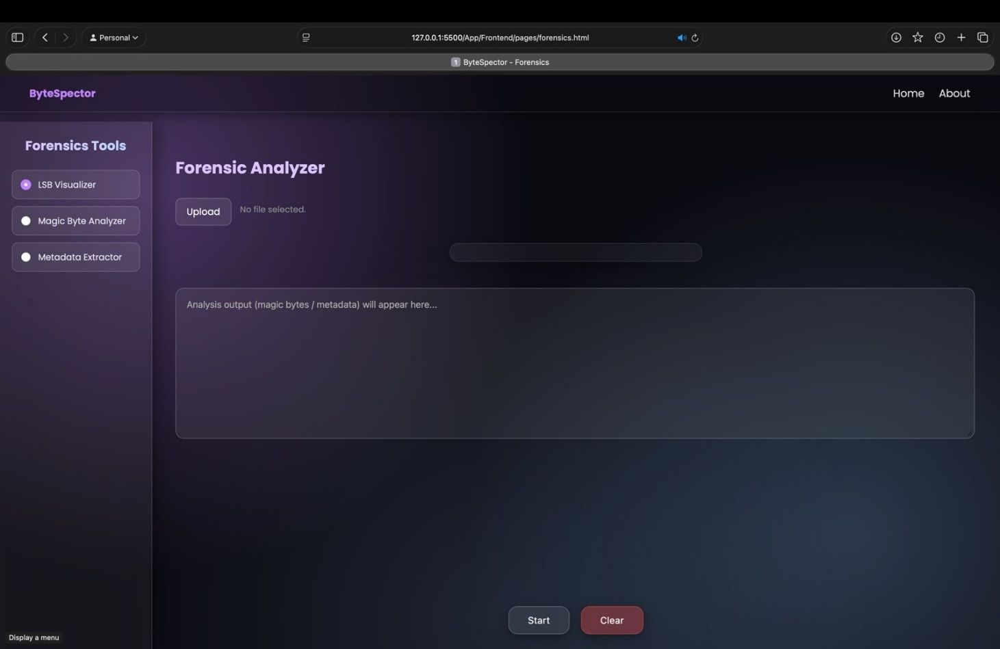 Personal
127.0.0.1:5500/App/Frontend/pages/forensics.html
1 ByteSpector - Forensics
ByteSpector
Home About
Forensics Tools
LSB Visualizer
Magic Byte Analyzer
Metadata Extractor
Forensic Analyzer
Upload No file selected.
Analysis output (magic bytes / metadata) will appear here...
Start Clear
Display a menu